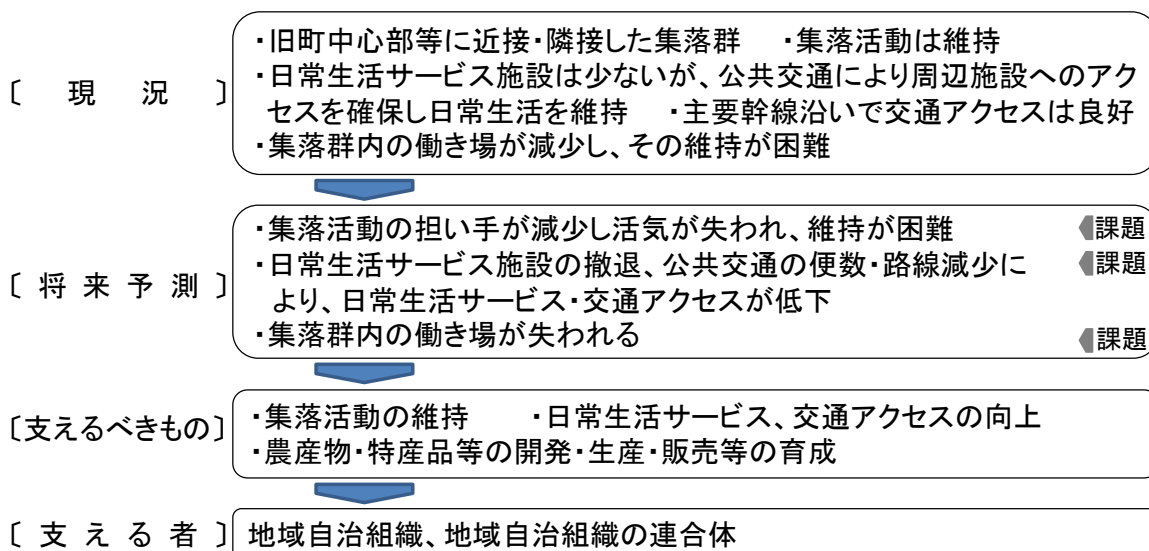 ・旧町中心部等に近接・隣接した集落群　・集落活動は維持
〔　現　況　〕
・日常生活サービス施設は少ないが、公共交通により周辺施設へのアク
セスを確保し日常生活を維持　・主要幹線沿いで交通アクセスは良好
・集落群内の働き場が減少し、その維持が困難
・集落活動の担い手が減少し活気が失われ、維持が困難　課題
〔 将 来 予 測 〕
・日常生活サービス施設の撤退、公共交通の便数・路線減少に　課題
より、日常生活サービス・交通アクセスが低下
・集落群内の働き場が失われる　課題
〔支えるべきもの〕
・集落活動の維持　・日常生活サービス、交通アクセスの向上
・農産物・特産品等の開発・生産・販売等の育成
〔 支 え る 者 〕
地域自治組織、地域自治組織の連合体